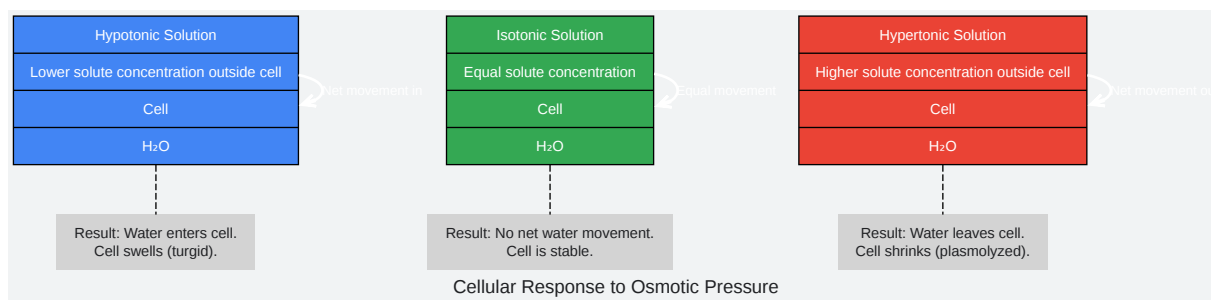 Hypotonic Solution
Lower solute concentration outside cell
Cell
H₂O
Net movement in
Result: Water enters cell.
Cell swells (turgid).
Isotonic Solution
Equal solute concentration
Cell
H₂O
Equal movement
Result: No net water movement.
Cell is stable.
Hypertonic Solution
Higher solute concentration outside cell
Cell
H₂O
Net movement
Result: Water leaves cell.
Cell shrinks (plasmolyzed).
Cellular Response to Osmotic Pressure